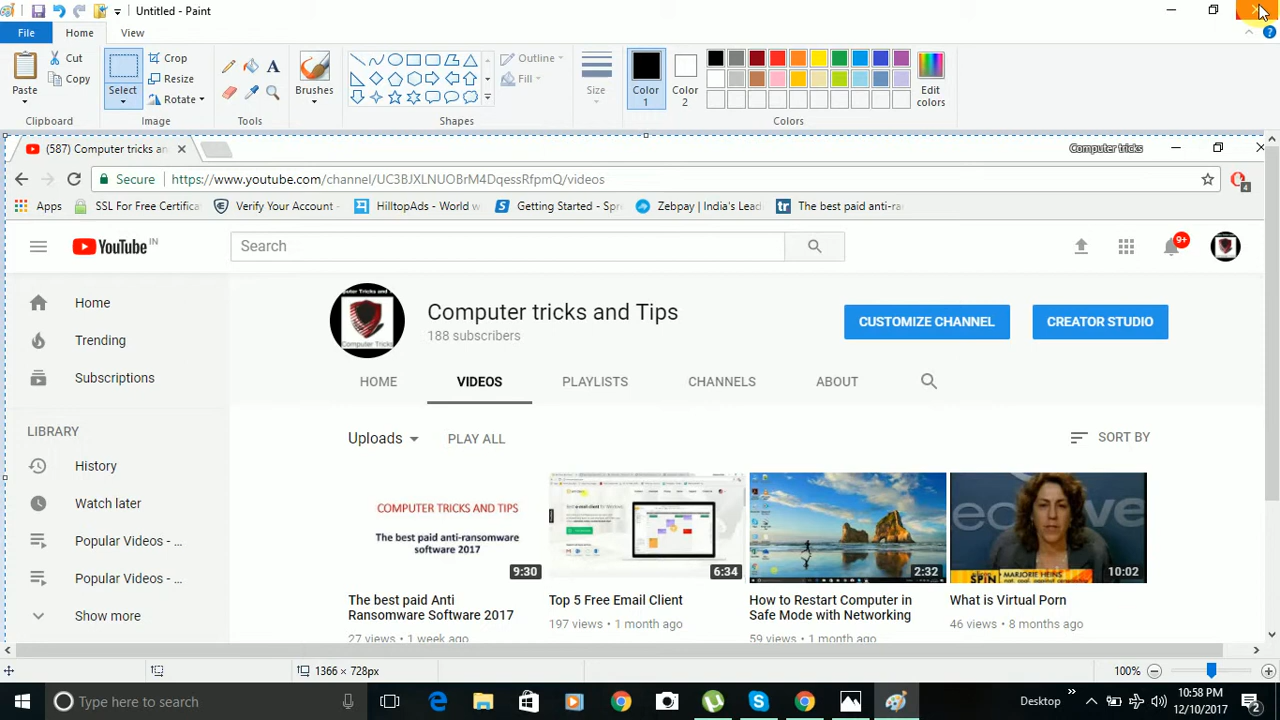 Untitled - Paint
File Home View
Paste
Cut
Copy
Clipboard
Select
Crop
Resize
Rotate
Image
A
Tools
Brushes
Outline
Fill
Shapes
Size
Color 1
Color 2
Edit colors
Colors
(587) Computer tricks an
Computer tricks
Secure https://www.youtube.com/channel/UC3BJXLNUOBrM4DqessRfpmQ/videos
4
Apps SSL For Free Certifica Verify Your Account - HilltopAds - World w Getting Started - Spr Zebpay | India's Lead The best paid anti-ra
YouTube IN
Search
9+
Home
Trending
Subscriptions
LIBRARY
History
Watch later
Popular Videos - ...
Popular Videos - ...
Show more
Computer tricks and Tips
188 subscribers
CUSTOMIZE CHANNEL
CREATOR STUDIO
HOME VIDEOS PLAYLISTS CHANNELS ABOUT
Uploads PLAY ALL SORT BY
COMPUTER TRICKS AND TIPS
The best paid anti-ransomware
software 2017
9:30
The best paid Anti
Ransomware Software 2017
27 views • 1 week ago
6:34
Top 5 Free Email Client
197 views • 1 month ago
2:32
How to Restart Computer in
Safe Mode with Networking
59 views • 1 month ago
MARJORIE HEINS
10:02
What is Virtual Porn
46 views • 8 months ago
1366 × 728px
100%
Type here to search
Desktop
10:58 PM
12/10/2017
2